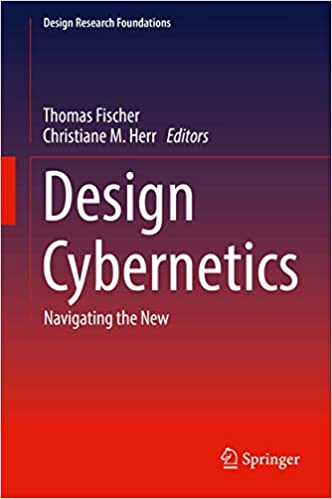 Design Research Foundations
Thomas Fischer
Christiane M. Herr Editors
Design
Cybernetics
Navigating the New
Springer